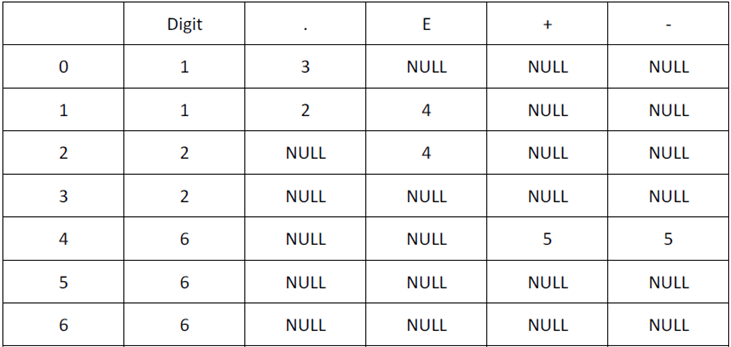 Digit . E + -
0 1 3 NULL NULL NULL
1 1 2 4 NULL NULL
2 2 NULL 4 NULL NULL
3 2 NULL NULL NULL NULL
4 6 NULL NULL 5 5
5 6 NULL NULL NULL NULL
6 6 NULL NULL NULL NULL